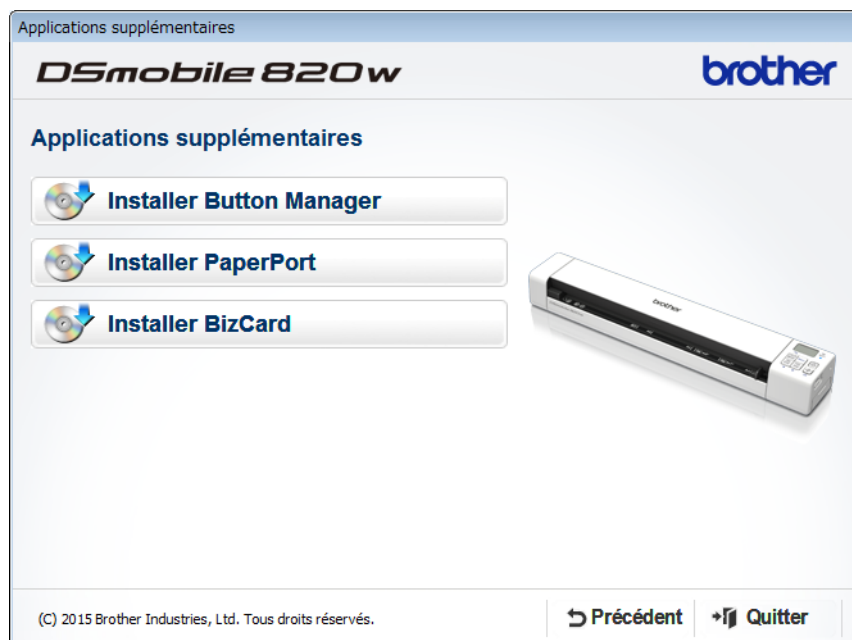 Applications supplémentaires
DSmobile 820w
brother
Applications supplémentaires
Installer Button Manager
Installer PaperPort
Installer BizCard
brother
(C) 2015 Brother Industries, Ltd. Tous droits réservés.
Précédent
Quitter